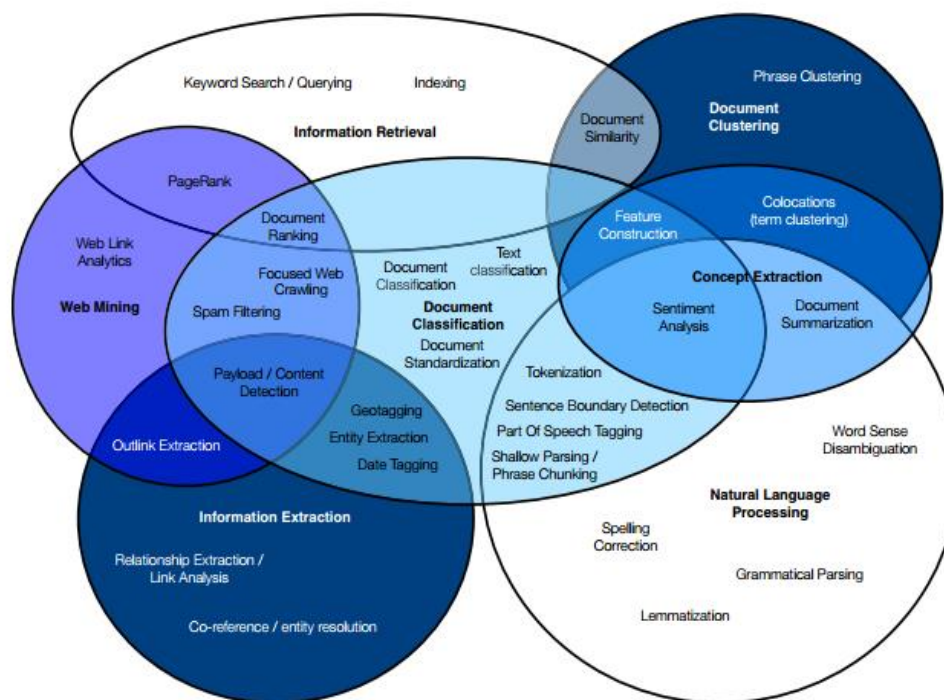 Keyword Search / Querying
Indexing
Phrase Clustering
Information Retrieval
Document
Similarity
Document
Clustering
PageRank
Document
Ranking
Feature
Construction
Colocations
(term clustering)
Web Link
Analytics
Focused Web
Crawling
Document
Classification
Text
classification
Concept Extraction
Web Mining
Spam Filtering
Document
Classification
Document
Standardization
Sentiment
Analysis
Document
Summarization
Payload / Content
Detection
Tokenization
Geotagging
Sentence Boundary Detection
Outlink Extraction
Entity Extraction
Part Of Speech Tagging
Word Sense
Disambiguation
Date Tagging
Shallow Parsing /
Phrase Chunking
Natural Language
Processing
Information Extraction
Spelling
Correction
Relationship Extraction /
Link Analysis
Grammatical Parsing
Lemmatization
Co-reference / entity resolution